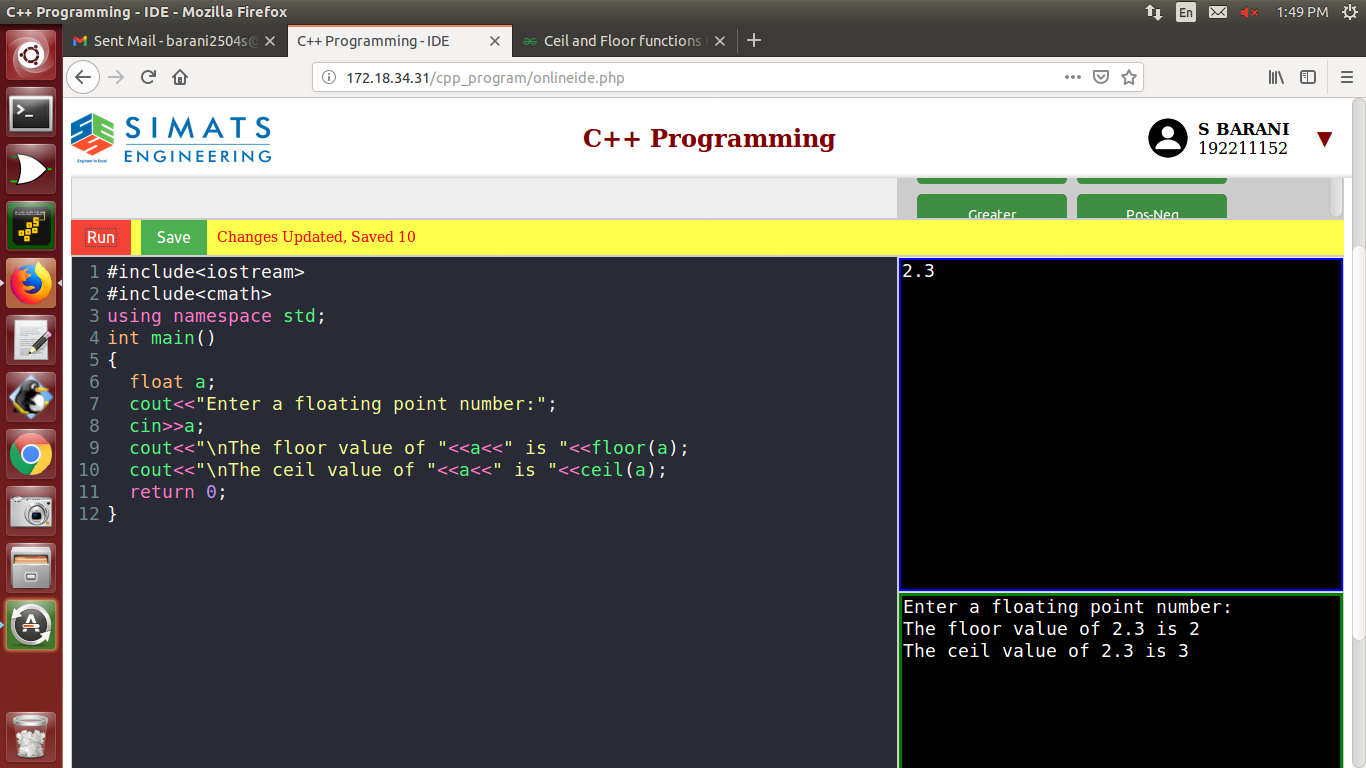 C++ Programming - IDE - Mozilla Firefox
En
1:49 PM
Sent Mail - barani2504s@
C++ Programming - IDE
Ceil and Floor functions
172.18.34.31/cpp_program/onlineide.php
SIMATS
ENGINEERING
Engineer to Excel
C++ Programming
S BARANI
192211152
Greater
Pos-Neg
Run
Save
Changes Updated, Saved 10
1 #include<iostream>
2 #include<cmath>
3 using namespace std;
4 int main()
5 {
6   float a;
7   cout<<"Enter a floating point number:";
8   cin>>a;
9   cout<<"\nThe floor value of "<<a<<" is "<<floor(a);
10   cout<<"\nThe ceil value of "<<a<<" is "<<ceil(a);
11   return 0;
12 }
2.3
Enter a floating point number:
The floor value of 2.3 is 2
The ceil value of 2.3 is 3